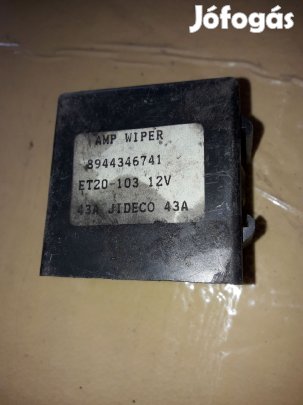 Jófogás
AMP WIPER
8944346741
ET20-103 12V
43A JIDECO 43A